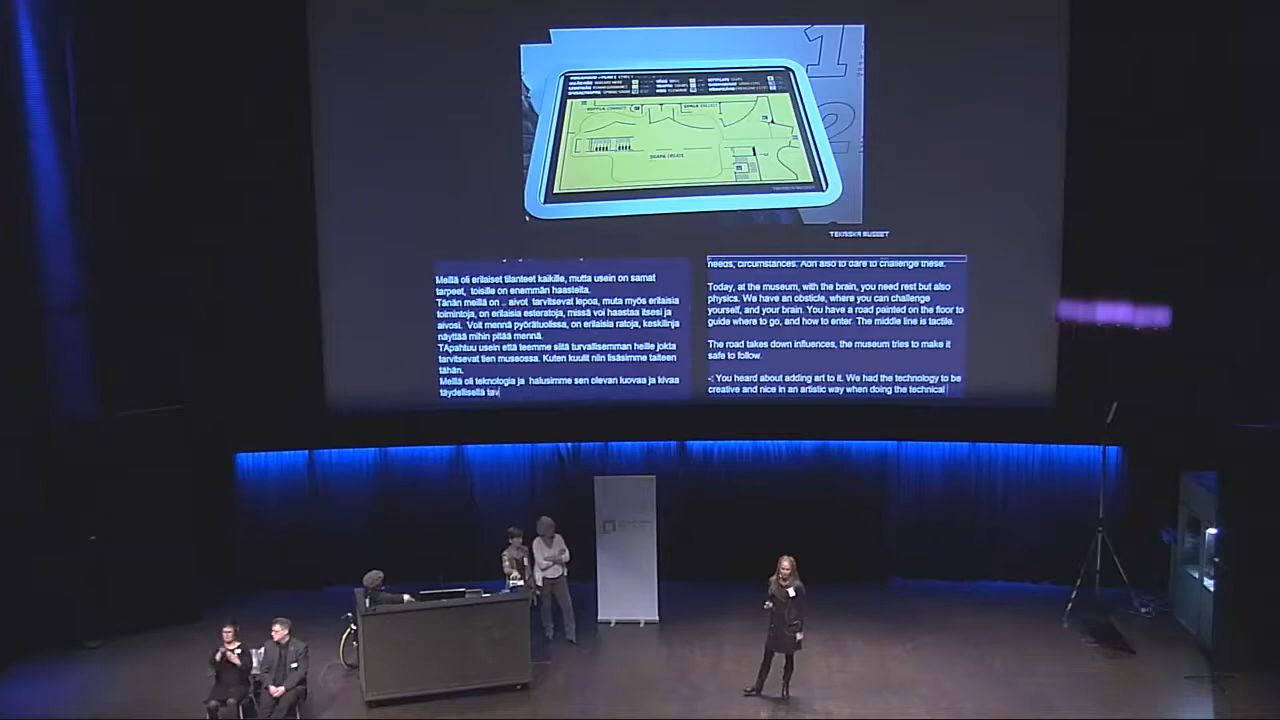 1
2
SKAPA CREATE
TEKNISKA MUSEET
Meillä oli erilaiset tilanteet kaikille, mutta usein on samat
tarpeet, toisille on enemmän haasteita.
Tänän meillä on .. aivot tarvitsevat lepoa, muta myös erilaisia
toimintoja, on erilaisia esteratoja, missä voi haastaa itsesi ja
aivosi. Voit mennä pyörätuolissa, on erilaisia ratoja, keskilinja
näyttää mihin pitää mennä.
TApahtuu usein että teemme siitä turvallisemman heille jokta
tarvitsevat tien museossa. Kuten kuulit niin lisäsimme taiteen
tähän.
Meillä oli teknologia ja halusimme sen olevan luovaa ja kivaa
täydellisellä tav
needs, circumstances. Adn also to dare to challenge these.
Today, at the museum, with the brain, you need rest but also
physics. We have an obsticle, where you can challenge
yourself, and your brain. You have a road painted on the floor to
guide where to go, and how to enter. The middle line is tactile.
The road takes down influences, the museum tries to make it
safe to follow.
-: You heard about adding art to it. We had the technology to be
creative and nice in an artistic way when doing the technical